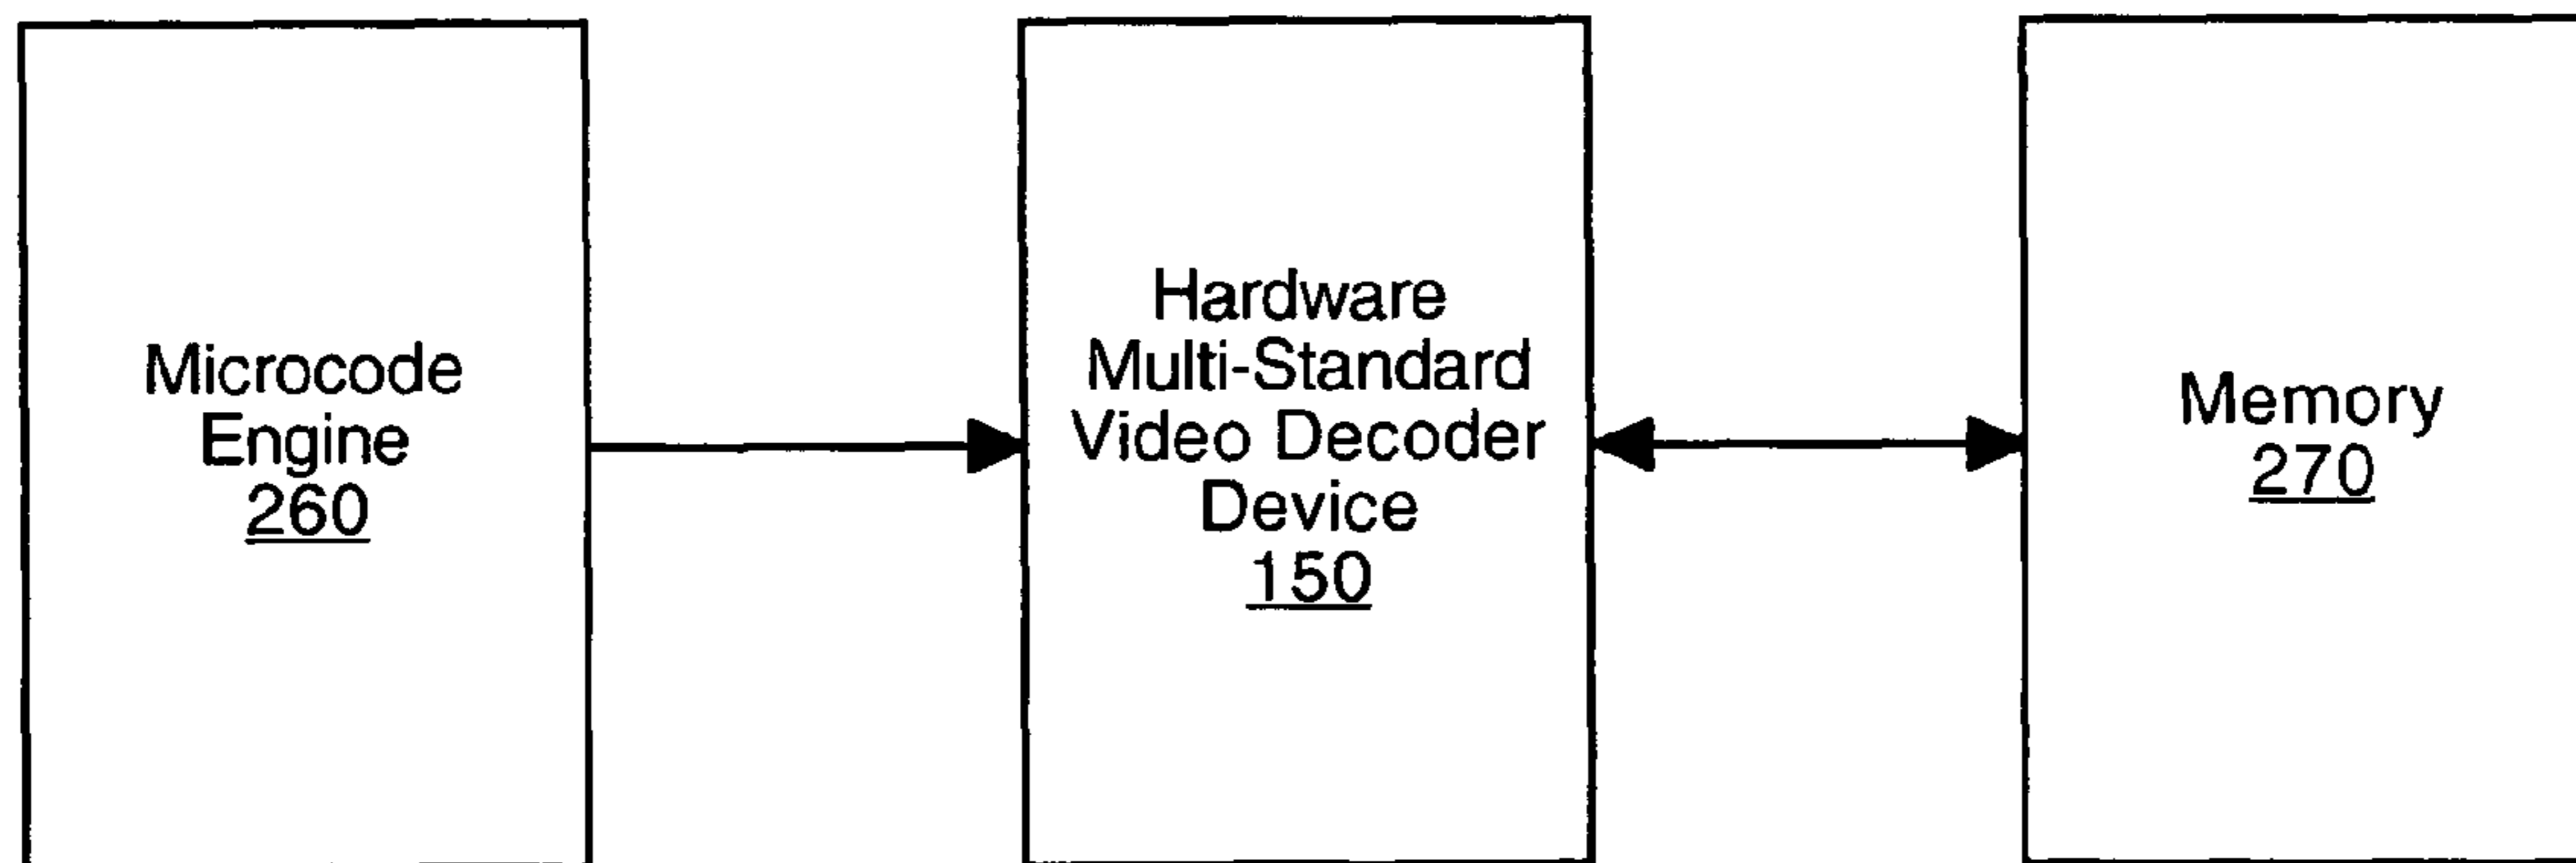 Microcode
Engine
260
Hardware
Multi-Standard
Video Decoder
Device
150
Memory
270